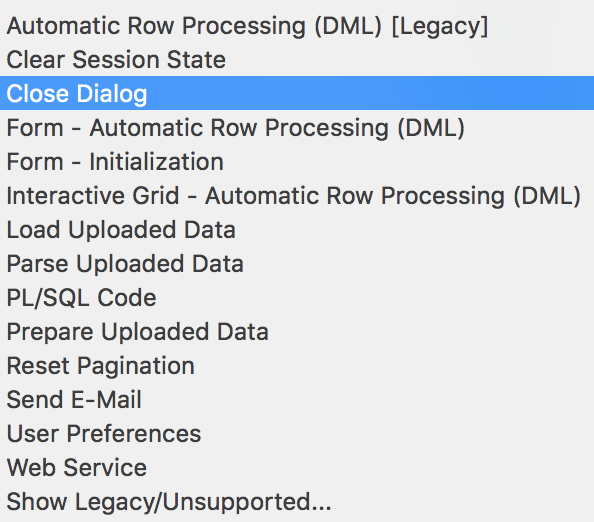 Automatic Row Processing (DML) [Legacy]
Clear Session State
Close Dialog
Form - Automatic Row Processing (DML)
Form - Initialization
Interactive Grid - Automatic Row Processing (DML)
Load Uploaded Data
Parse Uploaded Data
PL/SQL Code
Prepare Uploaded Data
Reset Pagination
Send E-Mail
User Preferences
Web Service
Show Legacy/Unsupported...